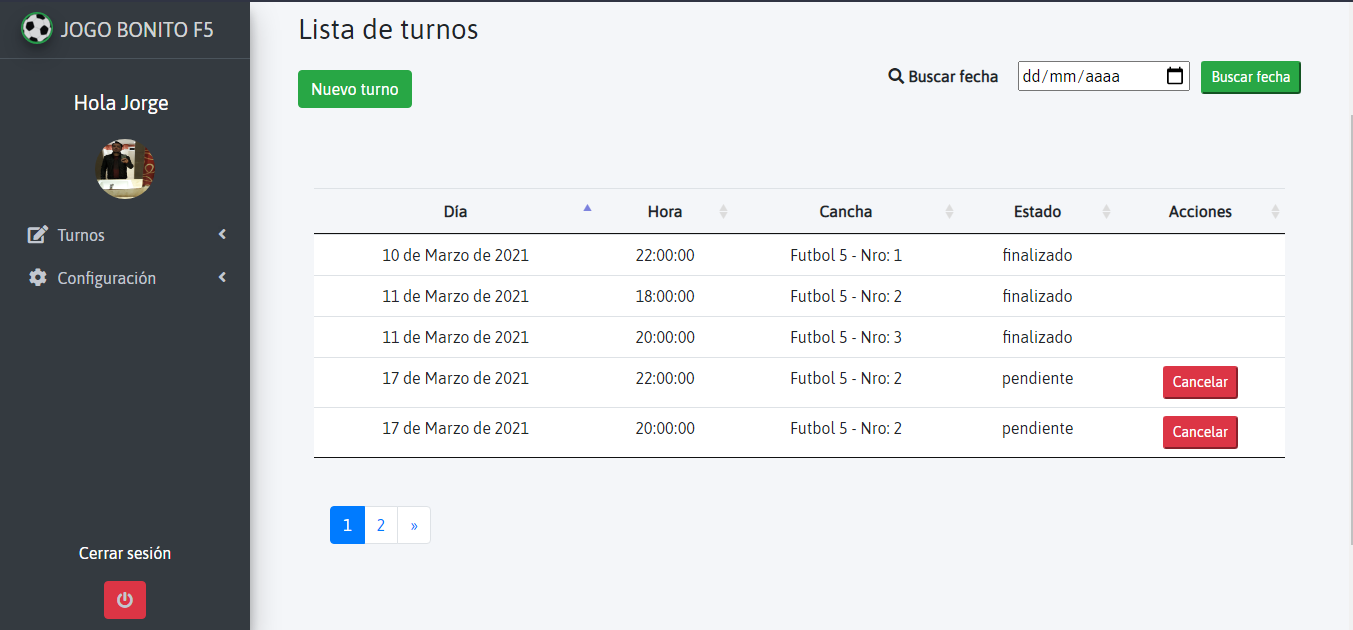 JOGO BONITO F5
Hola Jorge
Turnos
Configuración
Cerrar sesión
Lista de turnos
Nuevo turno
Buscar fecha dd/mm/aaaa Buscar fecha
Día Hora Cancha Estado Acciones
10 de Marzo de 2021 22:00:00 Futbol 5 - Nro: 1 finalizado
11 de Marzo de 2021 18:00:00 Futbol 5 - Nro: 2 finalizado
11 de Marzo de 2021 20:00:00 Futbol 5 - Nro: 3 finalizado
17 de Marzo de 2021 22:00:00 Futbol 5 - Nro: 2 pendiente Cancelar
17 de Marzo de 2021 20:00:00 Futbol 5 - Nro: 2 pendiente Cancelar
1 2 »